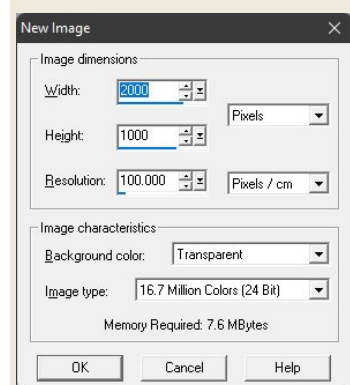 New Image
Image dimensions
Width: 2000
Pixels
Height: 1000
Resolution: 100.000 Pixels / cm
Image characteristics
Background color: Transparent
Image type: 16.7 Million Colors (24 Bit)
Memory Required: 7.6 MBytes
OK Cancel Help